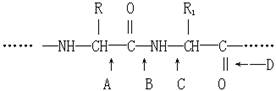 R O R₁
…… —NH—CH—C—NH—CH—C……
A B C O D